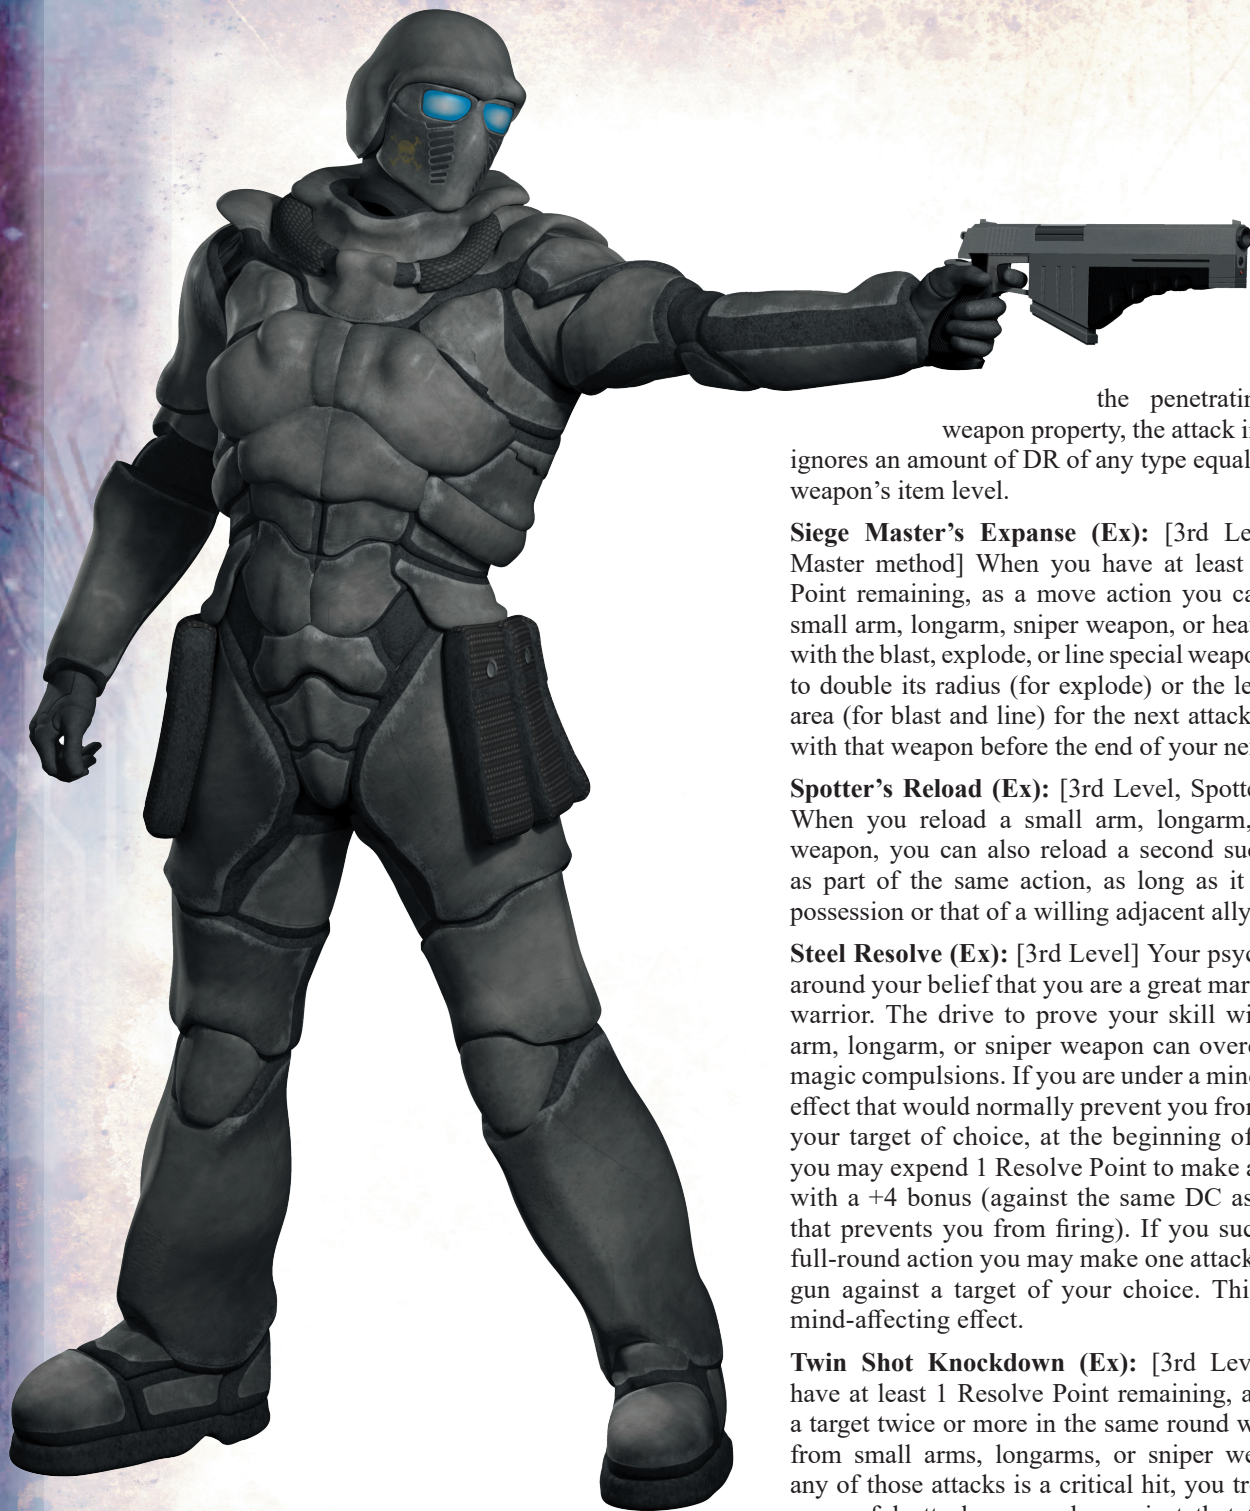 the penetratin
weapon property, the attack i
ignores an amount of DR of any type equal
weapon’s item level.
Siege Master’s Expanse (Ex): [3rd Le
Master method] When you have at least
Point remaining, as a move action you ca
small arm, longarm, sniper weapon, or hea
with the blast, explode, or line special weapo
to double its radius (for explode) or the le
area (for blast and line) for the next attack
with that weapon before the end of your ne
Spotter’s Reload (Ex): [3rd Level, Spott
When you reload a small arm, longarm,
weapon, you can also reload a second su
as part of the same action, as long as it
possession or that of a willing adjacent ally
Steel Resolve (Ex): [3rd Level] Your psyc
around your belief that you are a great mar
warrior. The drive to prove your skill wi
arm, longarm, or sniper weapon can over
magic compulsions. If you are under a mind
effect that would normally prevent you from
your target of choice, at the beginning of
you may expend 1 Resolve Point to make a
with a +4 bonus (against the same DC as
that prevents you from firing). If you suc
full-round action you may make one attack
gun against a target of your choice. Thi
mind-affecting effect.
Twin Shot Knockdown (Ex): [3rd Lev
have at least 1 Resolve Point remaining, a
a target twice or more in the same round w
from small arms, longarms, or sniper we
any of those attacks is a critical hit, you tr